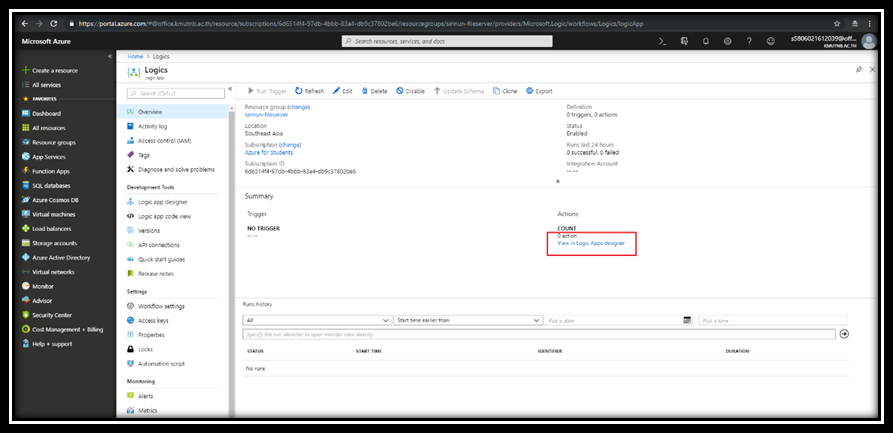 https://portal.azure.com/#@office.kmutnb.ac.th/resource/subscriptions/6d6514f4-97db-4bbb-83a4-db9c37802be6/resourcegroups/sirinun-fileserver/providers/Microsoft.Logic/workflows/Logics/logicApp
Microsoft Azure
Search resources, services, and docs
s5806021612039@off...
KMUTNB.AC.TH
Home > Logics
Logics
Logic app
Create a resource
All services
FAVORITES
Dashboard
All resources
Resource groups
App Services
Function Apps
SQL databases
Azure Cosmos DB
Virtual machines
Load balancers
Storage accounts
Azure Active Directory
Virtual networks
Monitor
Advisor
Security Center
Cost Management + Billing
Help + support
Search (Ctrl+/)
Overview
Activity log
Access control (IAM)
Tags
Diagnose and solve problems
Development Tools
Logic app designer
Logic app code view
Versions
API connections
Quick start guides
Release notes
Settings
Workflow settings
Access keys
Properties
Locks
Automation script
Monitoring
Alerts
Metrics
Run Trigger
Refresh
Edit
Delete
Disable
Update Schema
Clone
Export
Resource group (change)
sirinun-fileserver
Location
Southeast Asia
Subscription (change)
Azure for Students
Subscription ID
6d6514f4-97db-4bbb-83a4-db9c37802be6
Definition
0 triggers, 0 actions
Status
Enabled
Runs last 24 hours
0 successful, 0 failed
Integration Account
-- --
Summary
Trigger
NO TRIGGER
-- --
Actions
COUNT
0 action
View in Logic Apps designer
Runs history
All
Start time earlier than
Pick a date
Pick a time
Specify the run identifier to open monitor view directly
STATUS START TIME IDENTIFIER DURATION
No runs